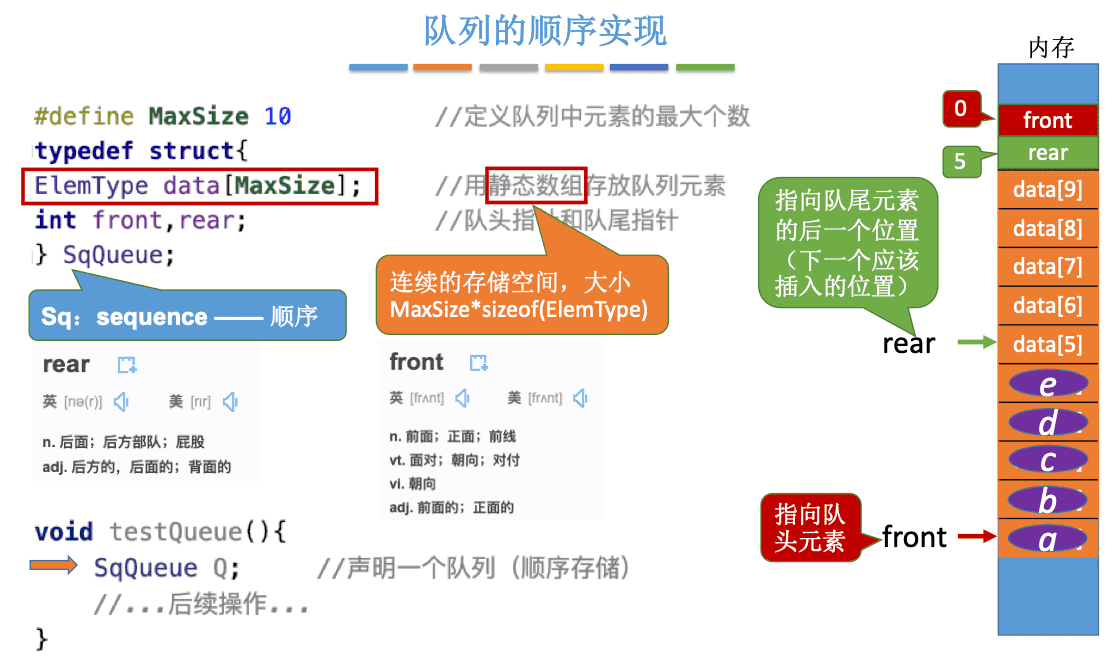 队列的顺序实现
#define MaxSize 10 //定义队列中元素的最大个数
typedef struct{
ElemType data[MaxSize]; //用静态数组存放队列元素
int front,rear; //队头指针和队尾指针
} SqQueue;
Sq：sequence —— 顺序
连续的存储空间，大小
MaxSize*sizeof(ElemType)
rear
英 [rɪə(r)] 美 [rɪr]
n. 后面；后方部队；屁股
adj. 后方的，后面的；背面的
front
英 [frʌnt] 美 [frʌnt]
n. 前面；正面；前线
vt. 面对；朝向；对付
vi. 朝向
adj. 前面的；正面的
void testQueue(){
SqQueue Q; //声明一个队列（顺序存储）
//...后续操作...
}
内存
0
front
5
rear
指向队尾元素
的后一个位置
（下一个应该
插入的位置）
data[9]
data[8]
data[7]
data[6]
rear
data[5]
e
d
c
b
指向队
头元素
front
a